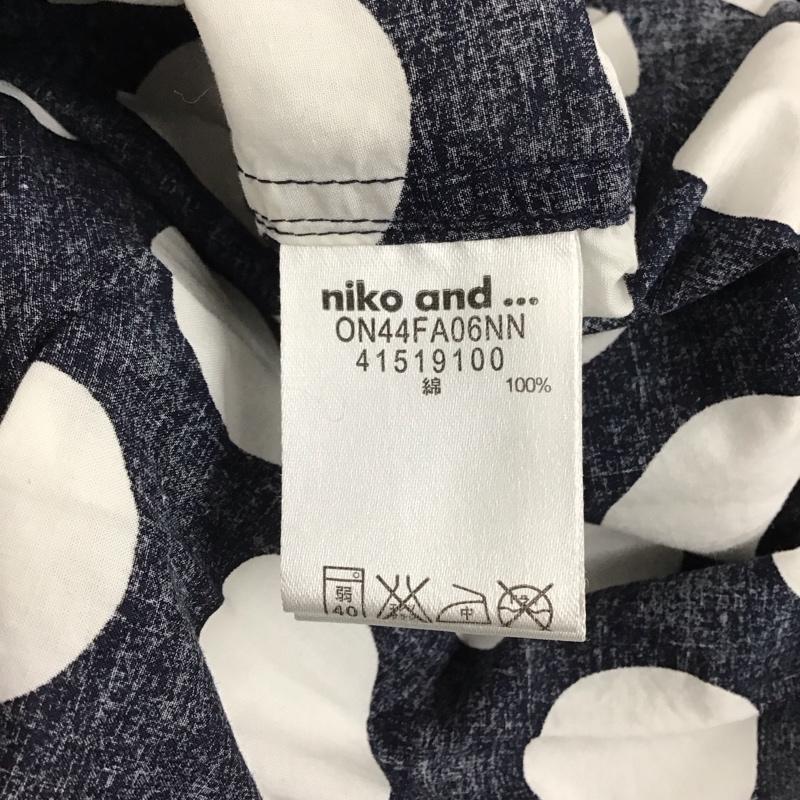 niko and ...
ON44FA06NN
41519100
綿 100%
弱 中
40